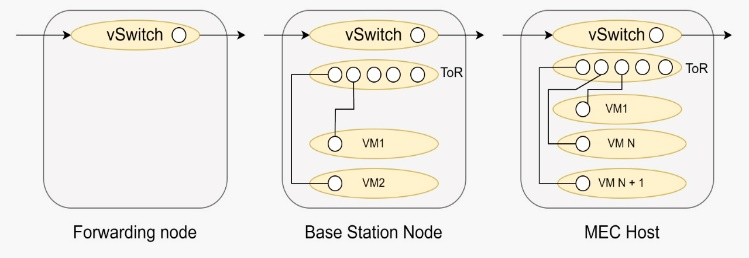 vSwitch
Forwarding node
vSwitch
ToR
VM1
VM2
Base Station Node
vSwitch
ToR
VM1
VM N
VM N + 1
MEC Host